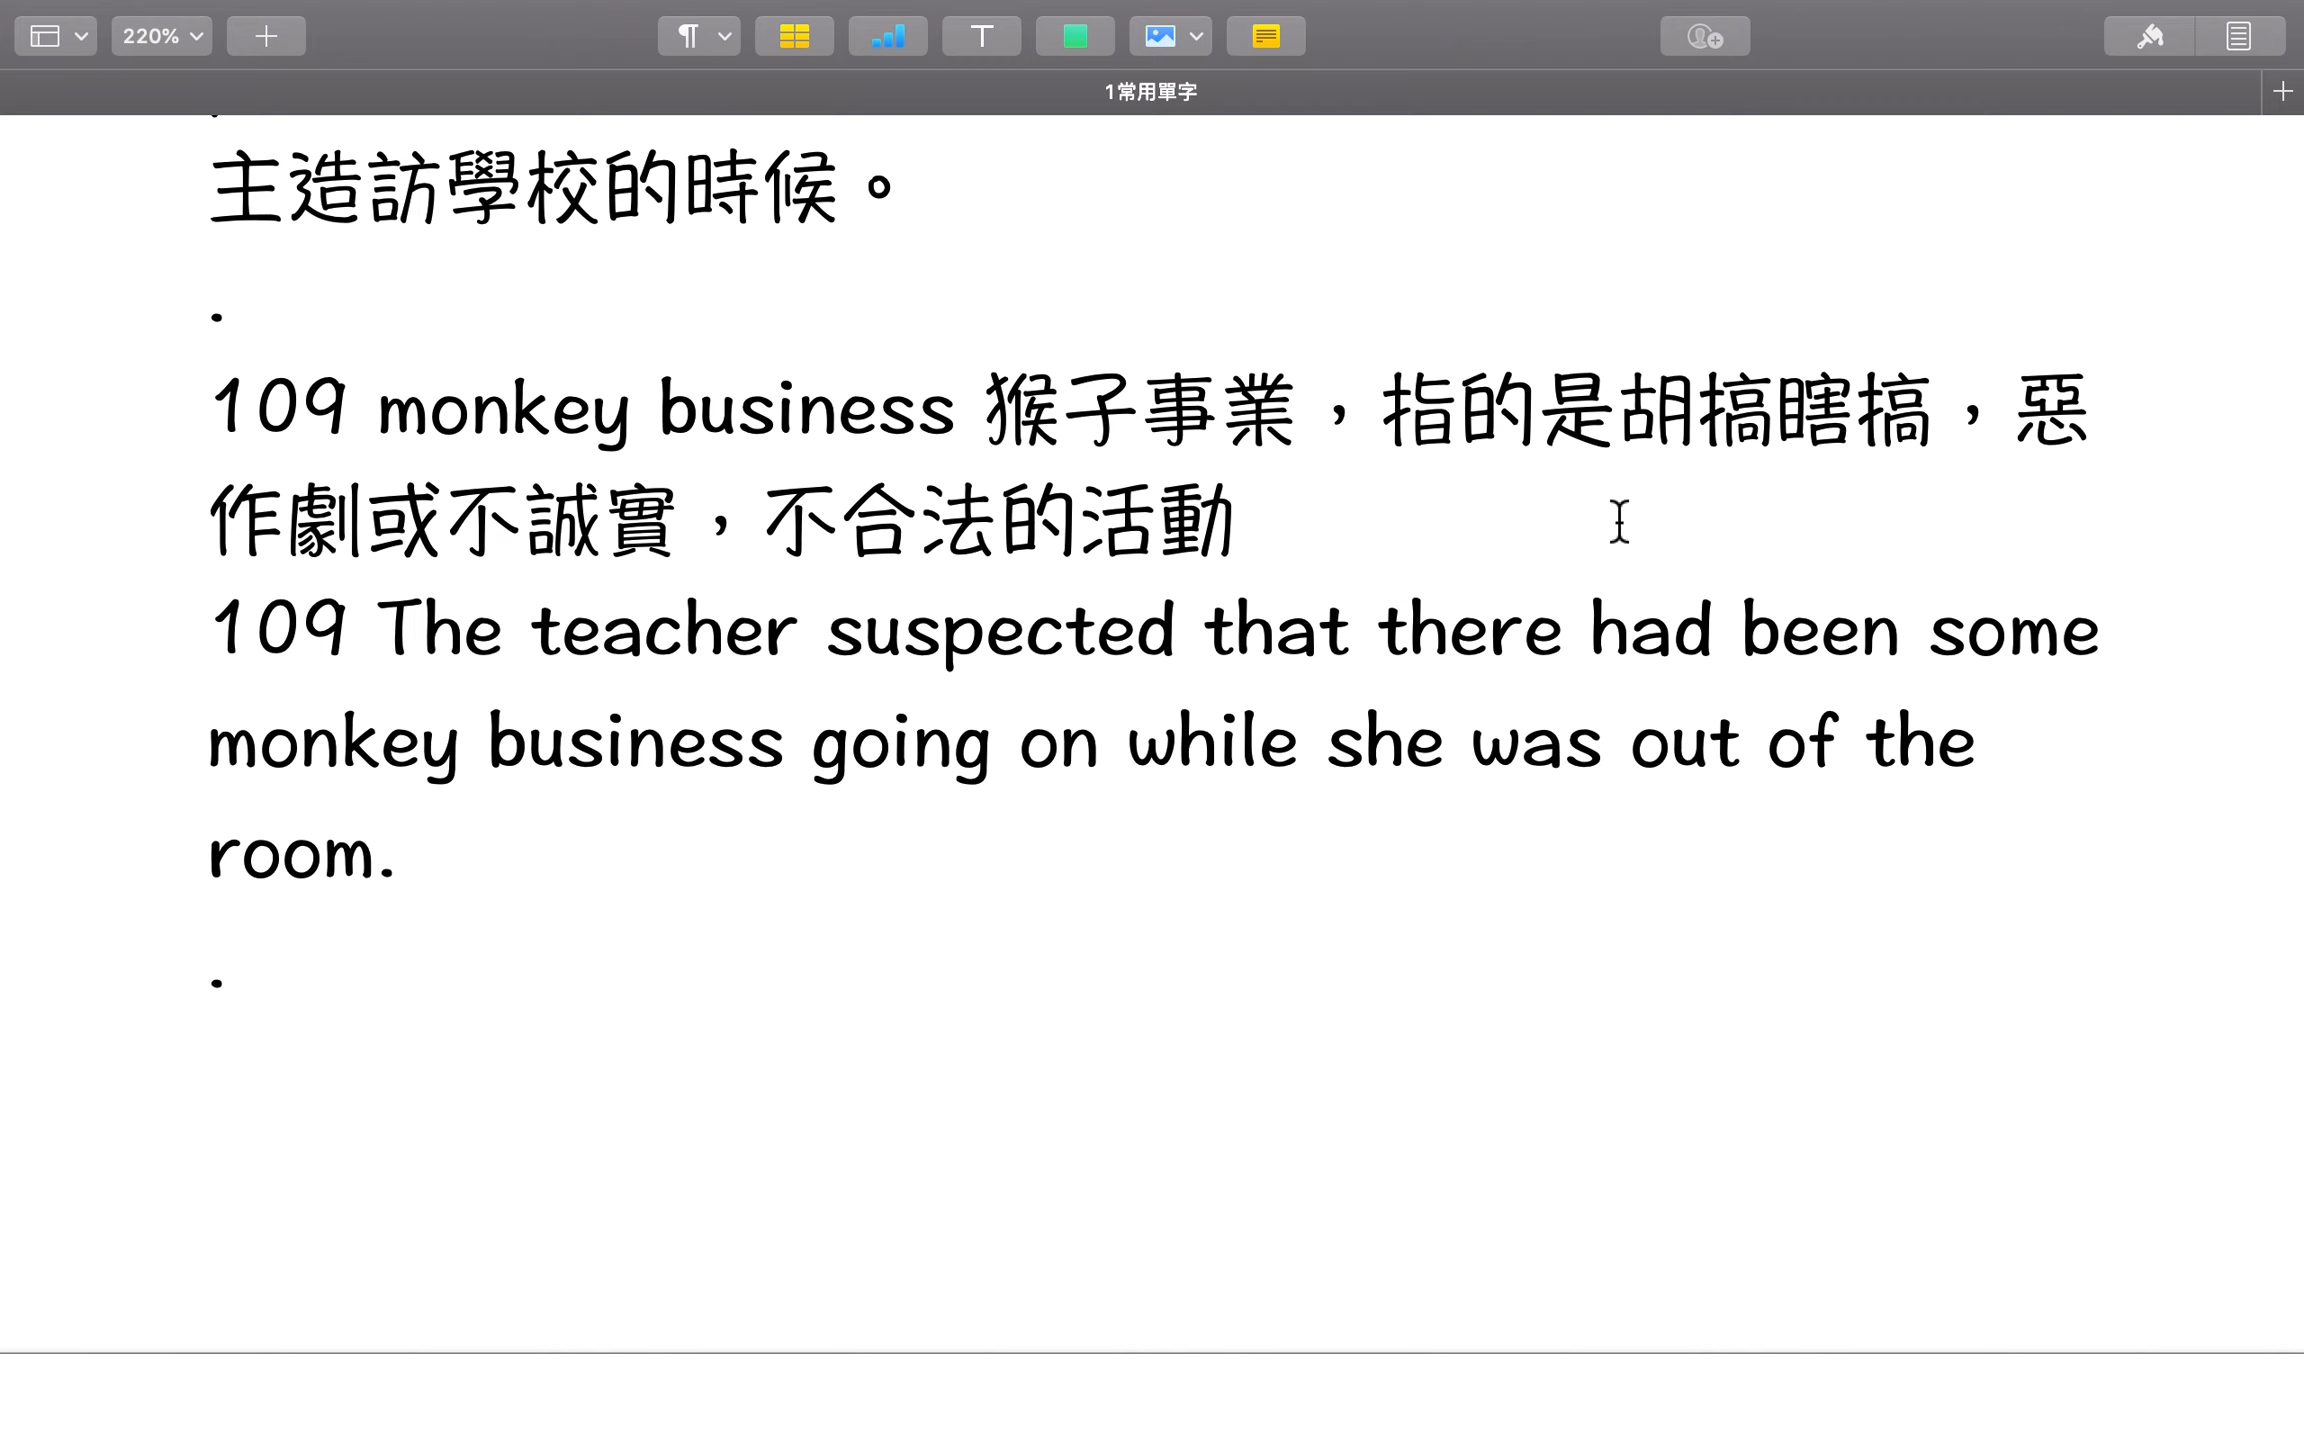 220%
1常用單字
主造訪學校的時候。
.
109 monkey business 猴子事業，指的是胡搞瞎搞，惡
作劇或不誠實，不合法的活動
109 The teacher suspected that there had been some
monkey business going on while she was out of the
room.
.